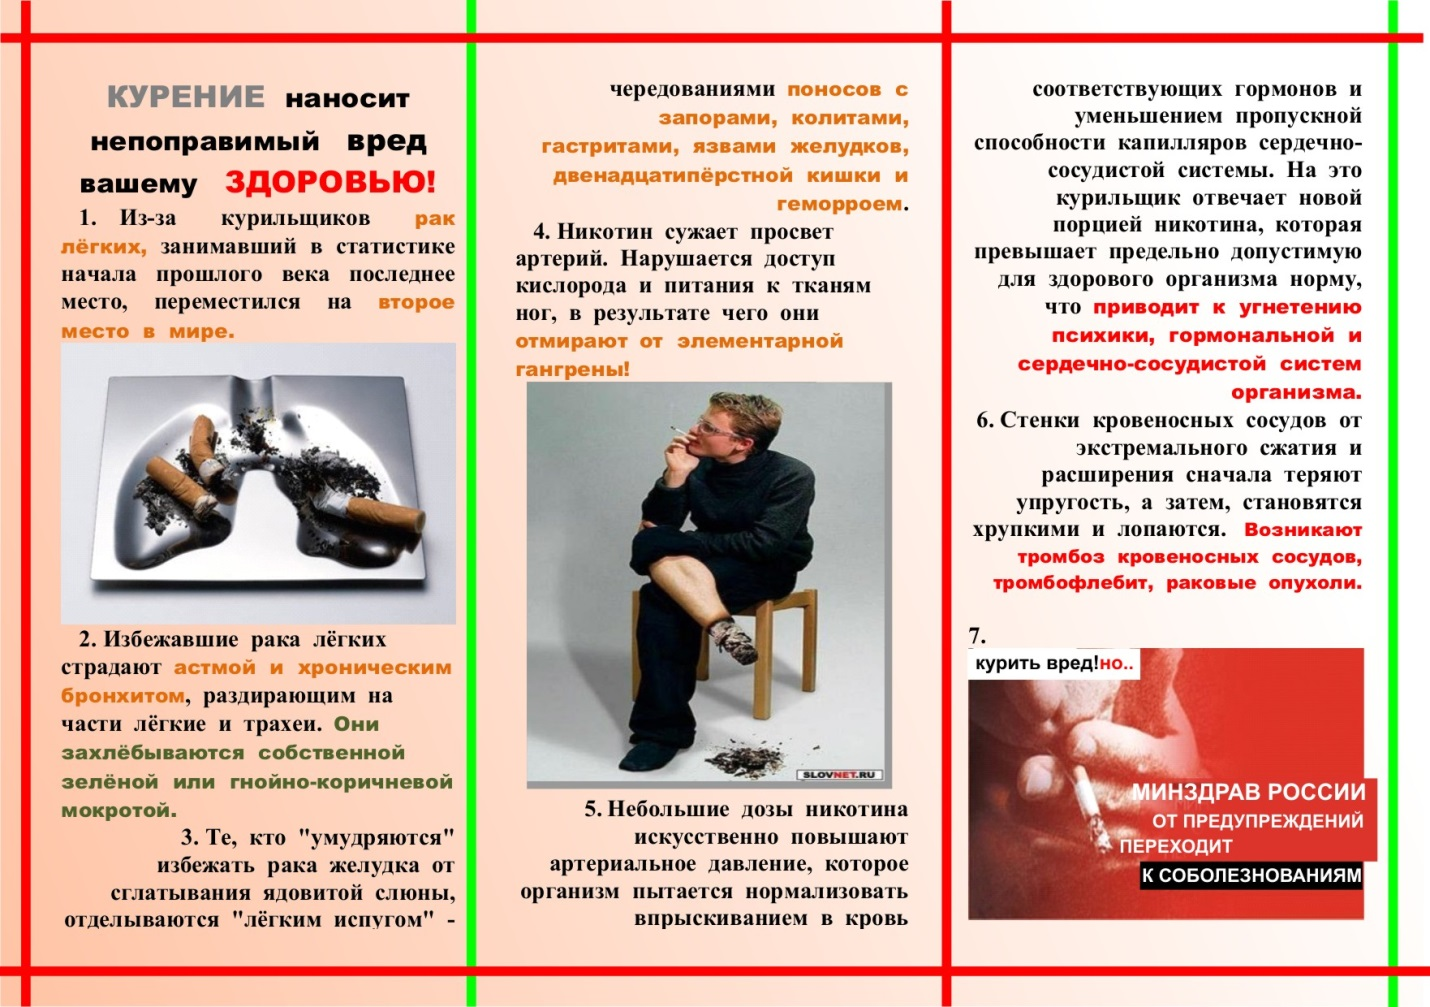 КУРЕНИЕ наносит
непоправимый вред
вашему ЗДОРОВЬЮ!
1. Из-за курильщиков рак
лёгких, занимавший в статистике
начала прошлого века последнее
место, переместился на второе
место в мире.
2. Избежавшие рака лёгких
страдают астмой и хроническим
бронхитом, раздирающим на
части лёгкие и трахеи. Они
захлёбываются собственной
зелёной или гнойно-коричневой
мокротой.
3. Те, кто "умудряются"
избежать рака желудка от
сглатывания ядовитой слюны,
отделываются "лёгким испугом" -
чередованиями поносов с
запорами, колитами,
гастритами, язвами желудков,
двенадцатипёрстной кишки и
геморроем.
4. Никотин сужает просвет
артерий. Нарушается доступ
кислорода и питания к тканям
ног, в результате чего они
отмирают от элементарной
гангрены!
SLOVNET.RU
5. Небольшие дозы никотина
искусственно повышают
артериальное давление, которое
организм пытается нормализовать
впрыскиванием в кровь
соответствующих гормонов и
уменьшением пропускной
способности капилляров сердечно-
сосудистой системы. На это
курильщик отвечает новой
порцией никотина, которая
превышает предельно допустимую
для здорового организма норму,
что приводит к угнетению
психики, гормональной и
сердечно-сосудистой систем
организма.
6. Стенки кровеносных сосудов от
экстремального сжатия и
расширения сначала теряют
упругость, а затем, становятся
хрупкими и лопаются. Возникают
тромбоз кровеносных сосудов,
тромбофлебит, раковые опухоли.
7.
курить вред!но..
МИНЗДРАВ РОССИИ
ОТ ПРЕДУПРЕЖДЕНИЙ
ПЕРЕХОДИТ
К СОБОЛЕЗНОВАНИЯМ